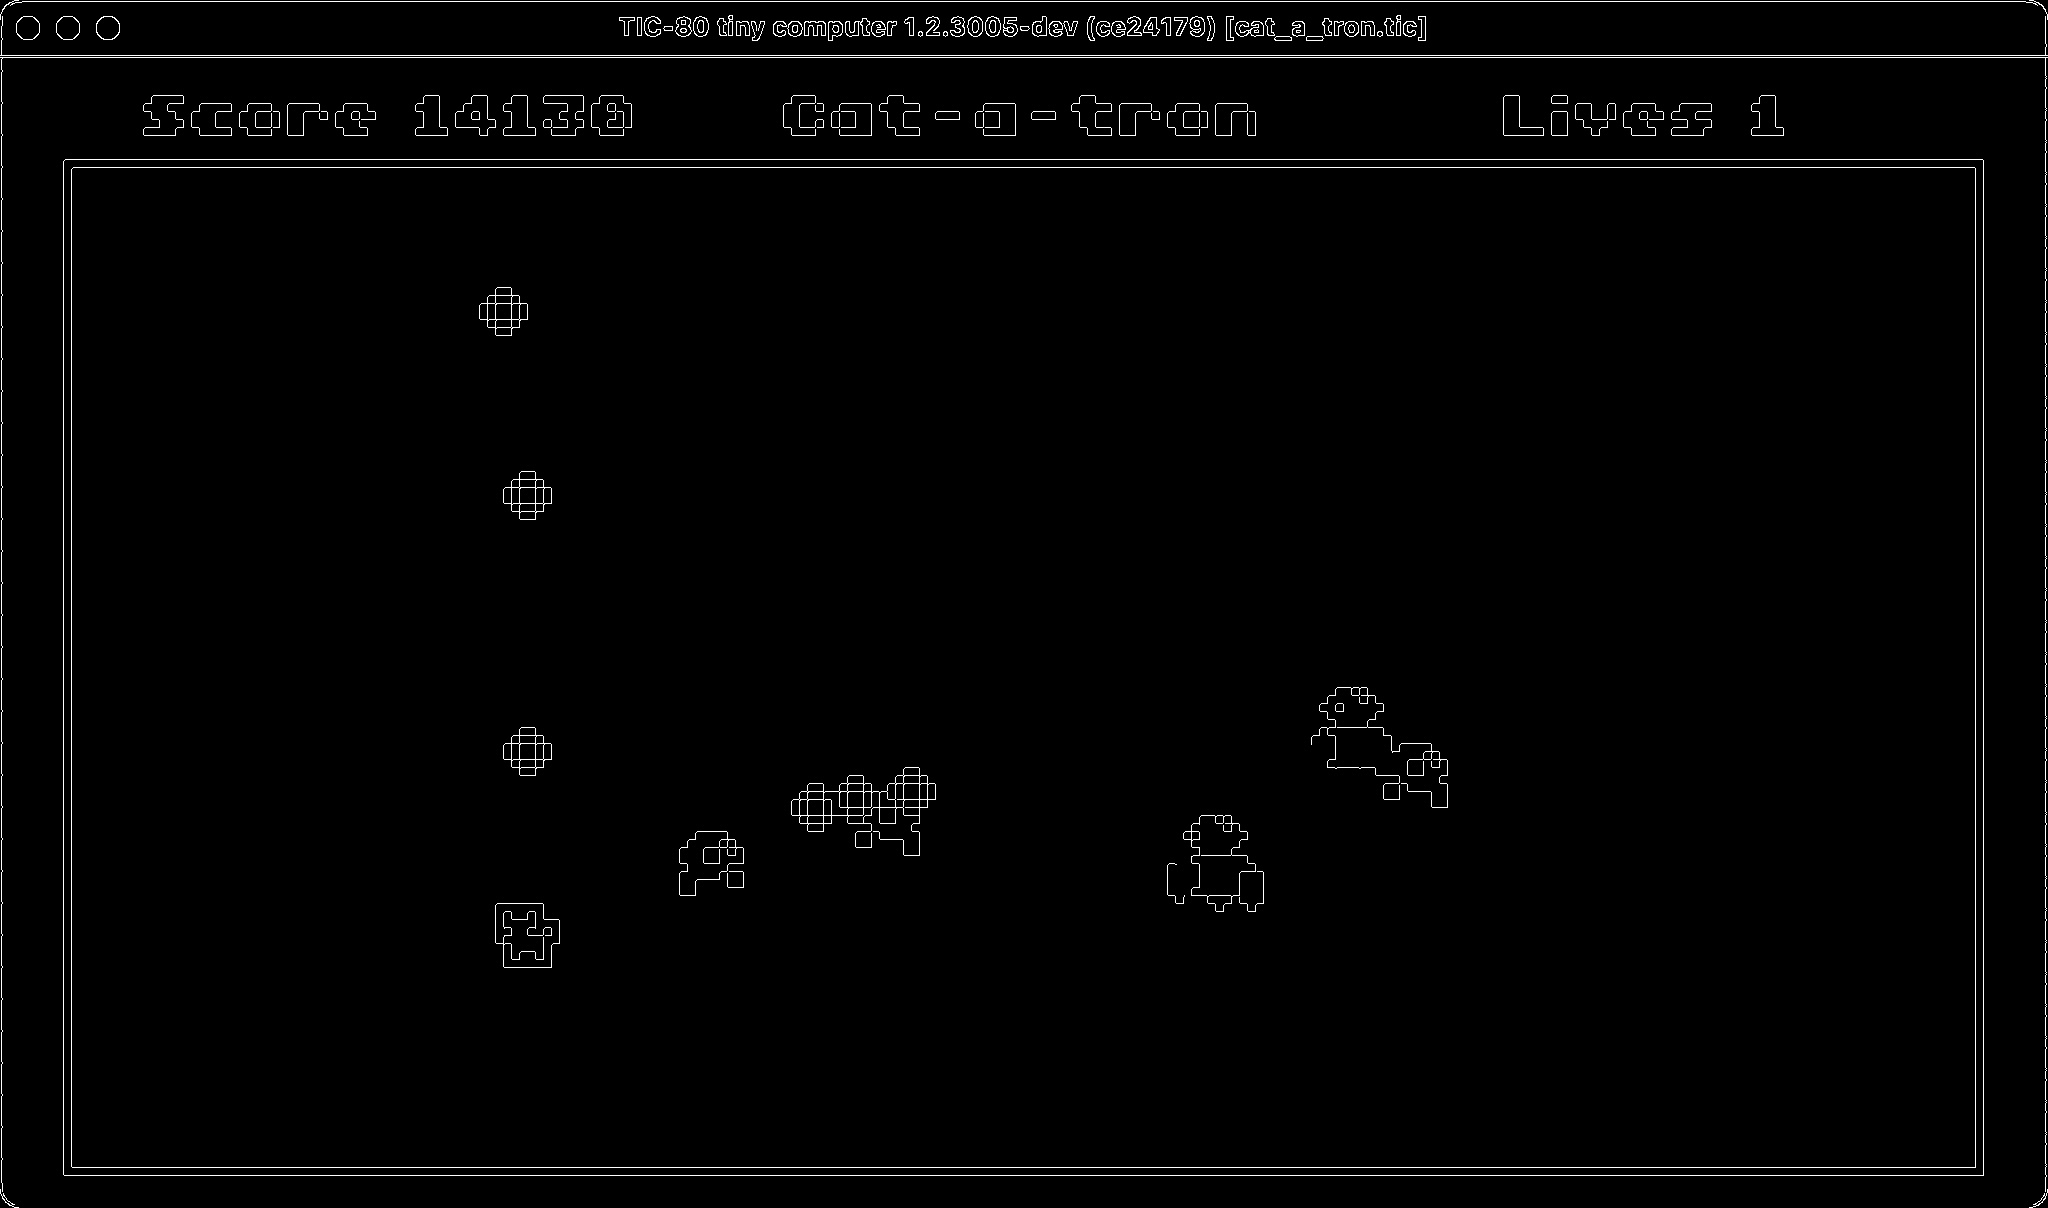 TIC-80 tiny computer 1.2.3005-dev (ce24179) [cat_a_tron.tic]
Score 14130 Cat-a-tron Lives 1